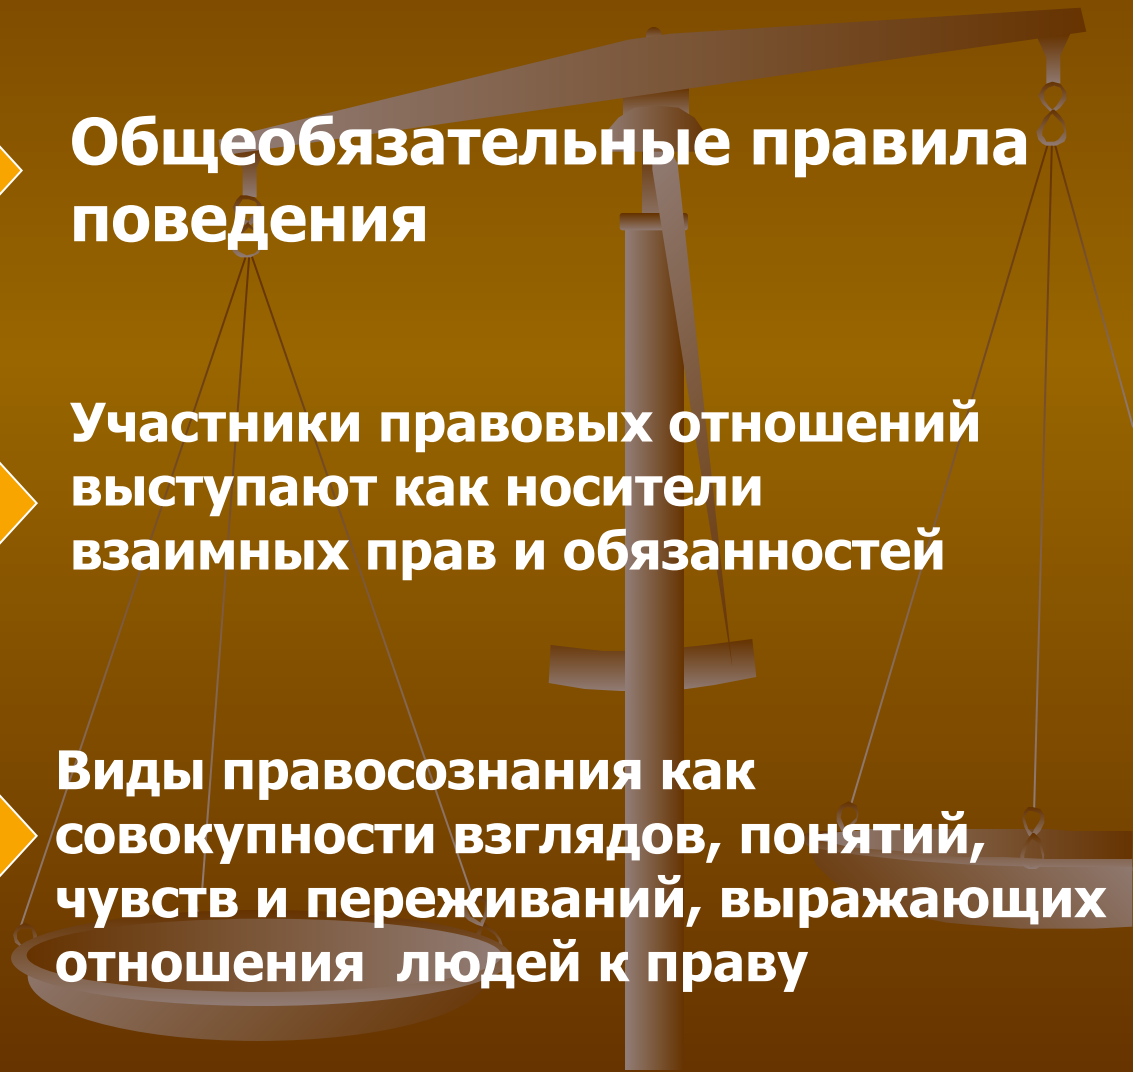 Общеобязательные правила
поведения
Участники правовых отношений
выступают как носители
взаимных прав и обязанностей
Виды правосознания как
совокупности взглядов, понятий,
чувств и переживаний, выражающих
отношения людей к праву